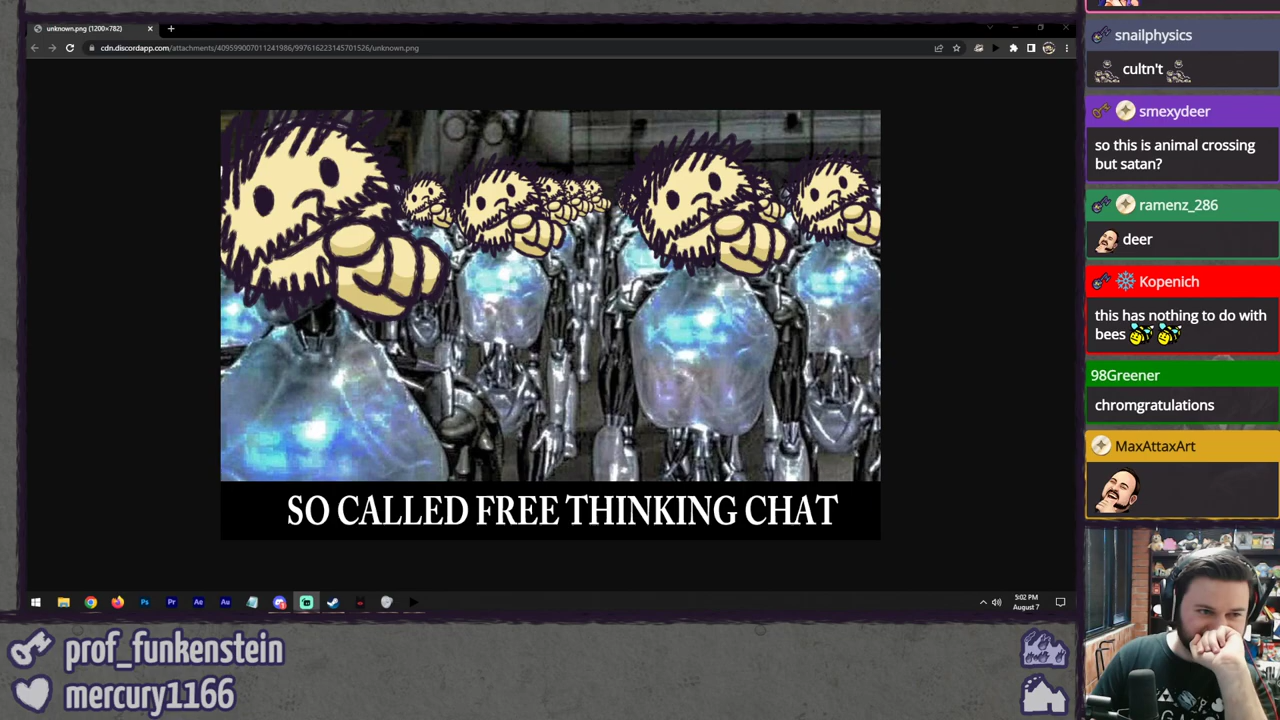 unknown.png (1200×782)
cdn.discordapp.com/attachments/409599007011241986/997616223145701526/unknown.png
SO CALLED FREE THINKING CHAT
5:02 PM
August 7
snailphysics
cultn't
smexydeer
so this is animal crossing
but satan?
ramenz_286
deer
Kopenich
this has nothing to do with
bees
98Greener
chromgratulations
MaxAttaxArt
prof_funkenstein
mercury1166